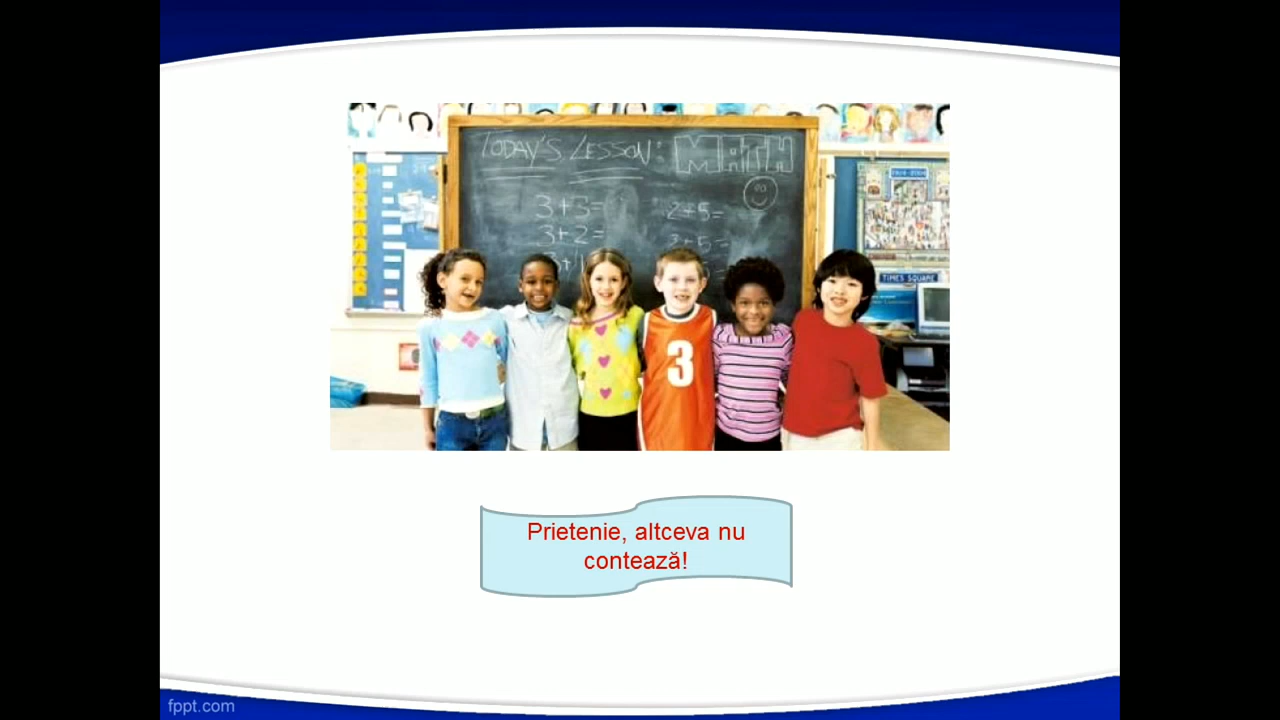 TODAY'S LESSON: MATH
3+3= 2+5=
3+2= 3+5=
TIMES SQUARE
3
Prietenie, altceva nu
contează!
fppt.com